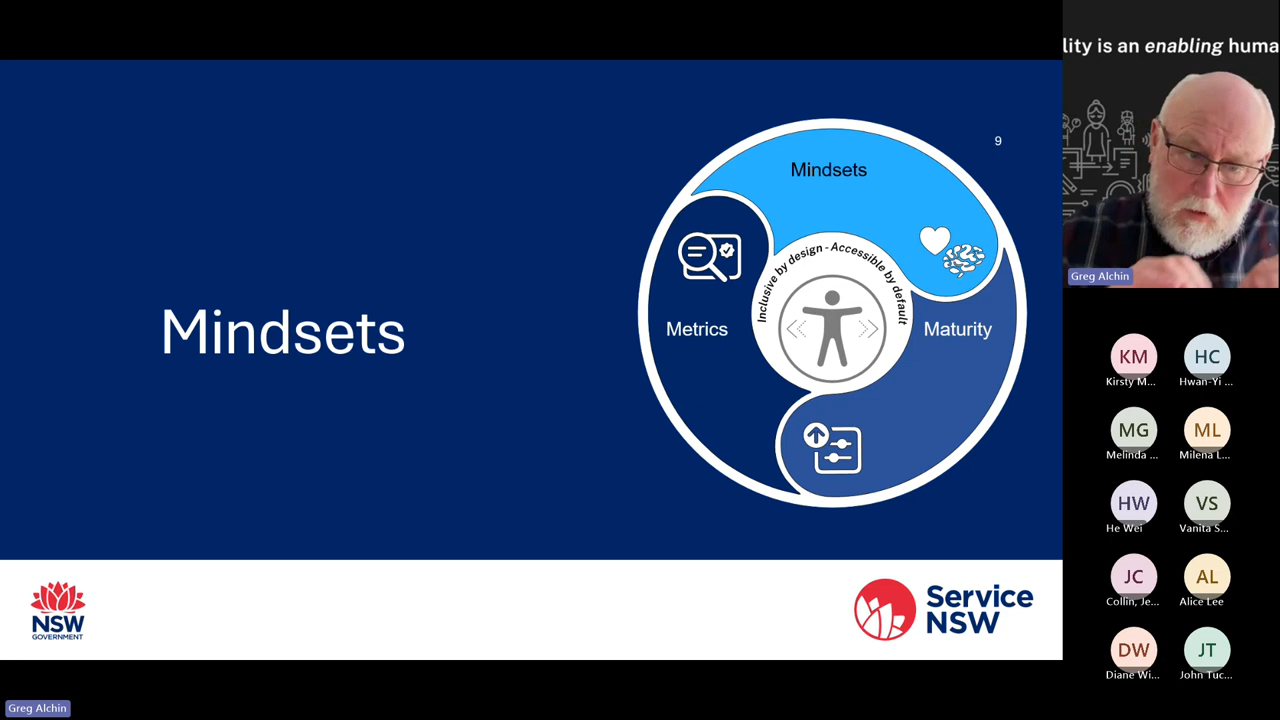 lity is an enabling huma
9
Mindsets
Inclusive by design - Accessible by default
Metrics
Maturity
Mindsets
NSW
GOVERNMENT
Service
NSW
Greg Alchin
KM
Kirsty M...
HC
Hwan-Yi ...
MG
Melinda ...
ML
Milena L...
HW
He Wei
VS
Vanita S...
JC
Collin, Je...
AL
Alice Lee
DW
Diane Wi...
JT
John Tuc...
Greg Alchin